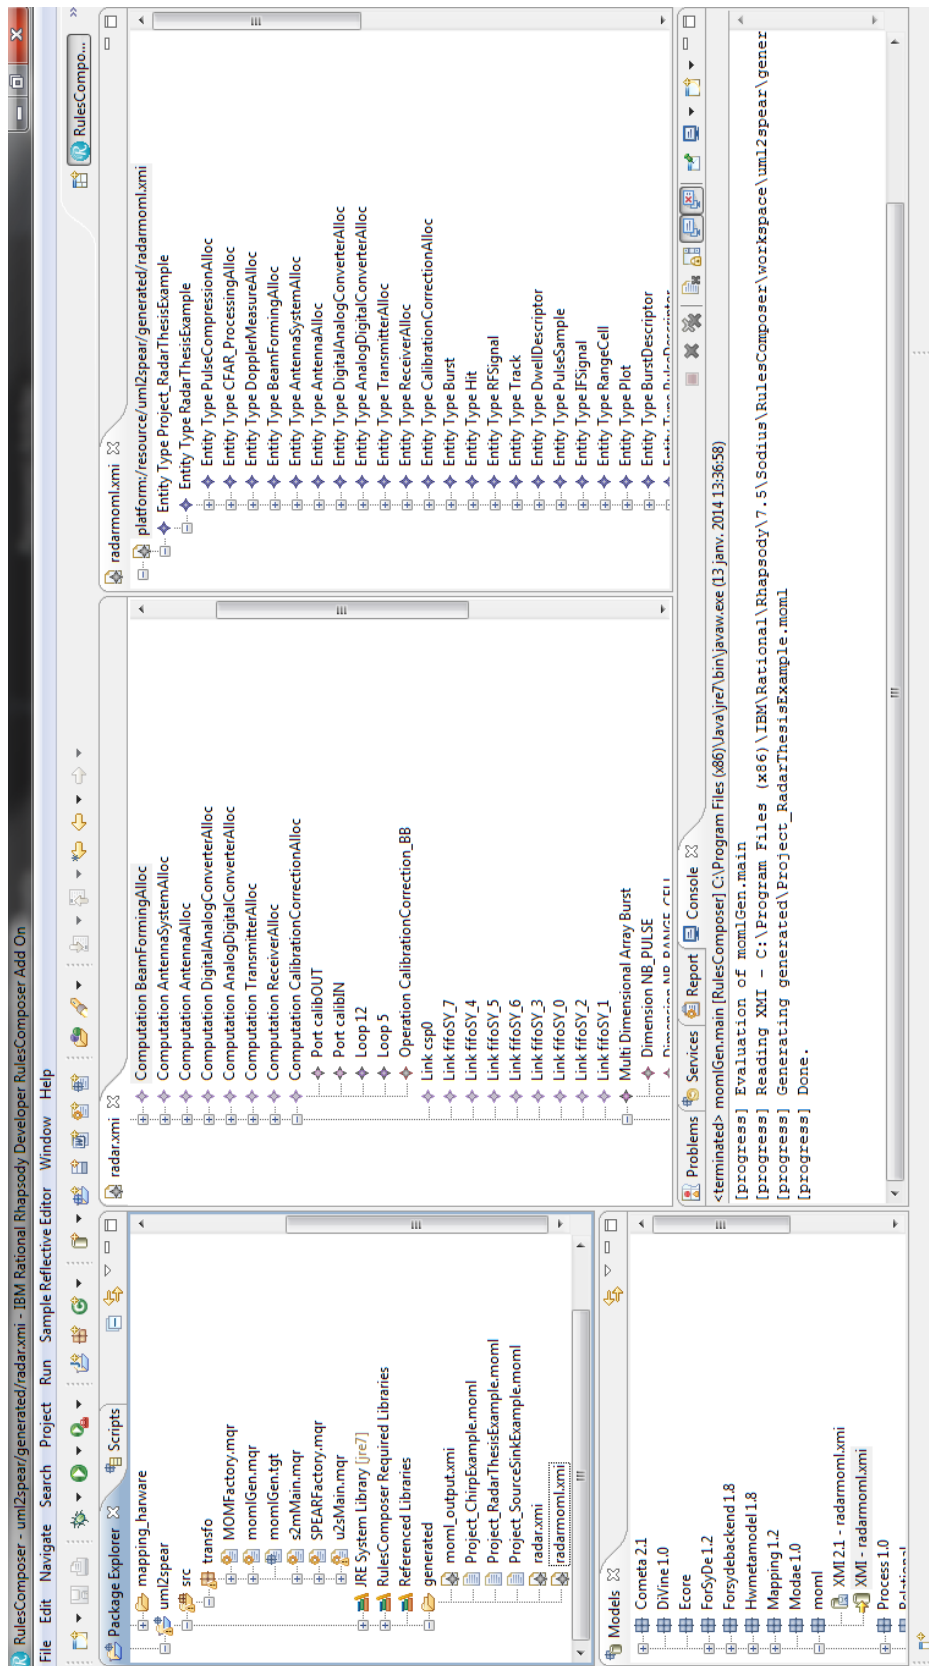 RulesComposer - uml2spear/generated/radar.xmi - IBM Rational Rhapsody Developer RulesComposer Add On
File Edit Navigate Search Project Run Sample Reflective Editor Window Help
RulesCompo...
Package Explorer
Scripts
mapping_harware
uml2spear
src
transfo
MOMFactory.mqr
momlGen.mqr
momlGen.tgt
s2mMain.mqr
SPEARFactory.mqr
u2sMain.mqr
JRE System Library [jre7]
RulesComposer Required Libraries
Referenced Libraries
generated
moml_output.xmi
Project_ChirpExample.moml
Project_RadarThesisExample.moml
Project_SourceSinkExample.moml
radar.xmi
radarmoml.xmi
Models
Cometa 2.1
DiVine 1.0
Ecore
ForSyDe 1.2
Forsydebackend 1.8
Hwmetamodel 1.8
Mapping 1.2
Modae 1.0
moml
XMI 2.1 - radarmoml.xmi
XMI - radarmoml.xmi
Process 1.0
radar.xmi
Computation BeamFormingAlloc
Computation AntennaSystemAlloc
Computation AntennaAlloc
Computation DigitalAnalogConverterAlloc
Computation AnalogDigitalConverterAlloc
Computation TransmitterAlloc
Computation ReceiverAlloc
Computation CalibrationCorrectionAlloc
Port calibOUT
Port calibIN
Loop 12
Loop 5
Operation CalibrationCorrection_BB
Link csp0
Link fifoSY_7
Link fifoSY_4
Link fifoSY_5
Link fifoSY_6
Link fifoSY_3
Link fifoSY_0
Link fifoSY_2
Link fifoSY_1
Multi Dimensional Array Burst
Dimension NB_PULSE
Dimension NB_RANGE_CELL
radarmoml.xmi
platform:/resource/uml2spear/generated/radarmoml.xmi
Entity Type Project_RadarThesisExample
Entity Type RadarThesisExample
Entity Type PulseCompressionAlloc
Entity Type CFAR_ProcessingAlloc
Entity Type DopplerMeasureAlloc
Entity Type BeamFormingAlloc
Entity Type AntennaSystemAlloc
Entity Type AntennaAlloc
Entity Type DigitalAnalogConverterAlloc
Entity Type AnalogDigitalConverterAlloc
Entity Type TransmitterAlloc
Entity Type ReceiverAlloc
Entity Type CalibrationCorrectionAlloc
Entity Type Burst
Entity Type Hit
Entity Type RFSignal
Entity Type Track
Entity Type DwellDescriptor
Entity Type PulseSample
Entity Type IFSignal
Entity Type RangeCell
Entity Type Plot
Entity Type BurstDescriptor
Entity Type PulseDescriptor
Problems Services Report Console
<terminated> momlGen.main [RulesComposer] C:\Program Files (x86)\Java\jre7\bin\javaw.exe (13 janv. 2014 13:36:58)
[progress] Evaluation of momlGen.main
[progress] Reading XMI - C:\Program Files (x86)\IBM\Rational\Rhapsody\7.5\Sodius\RulesComposer\workspace\uml2spear\gener
[progress] Generating generated\Project_RadarThesisExample.moml
[progress] Done.